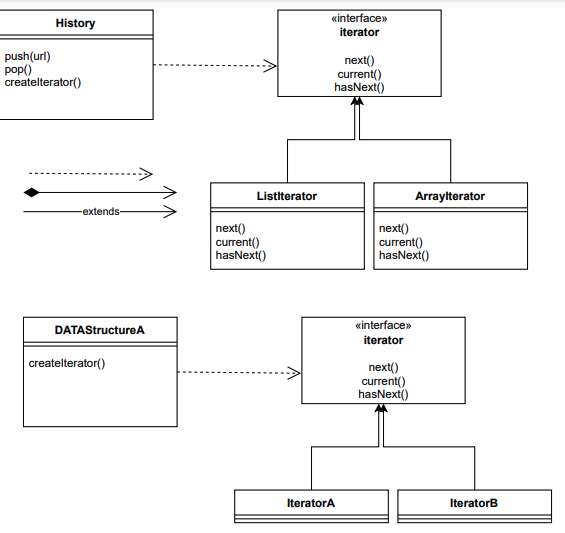 History
push(url)
pop()
createIterator()
«interface»
iterator
next()
current()
hasNext()
extends
ListIterator
next()
current()
hasNext()
ArrayIterator
next()
current()
hasNext()
DATAStructureA
createIterator()
«interface»
iterator
next()
current()
hasNext()
IteratorA
IteratorB